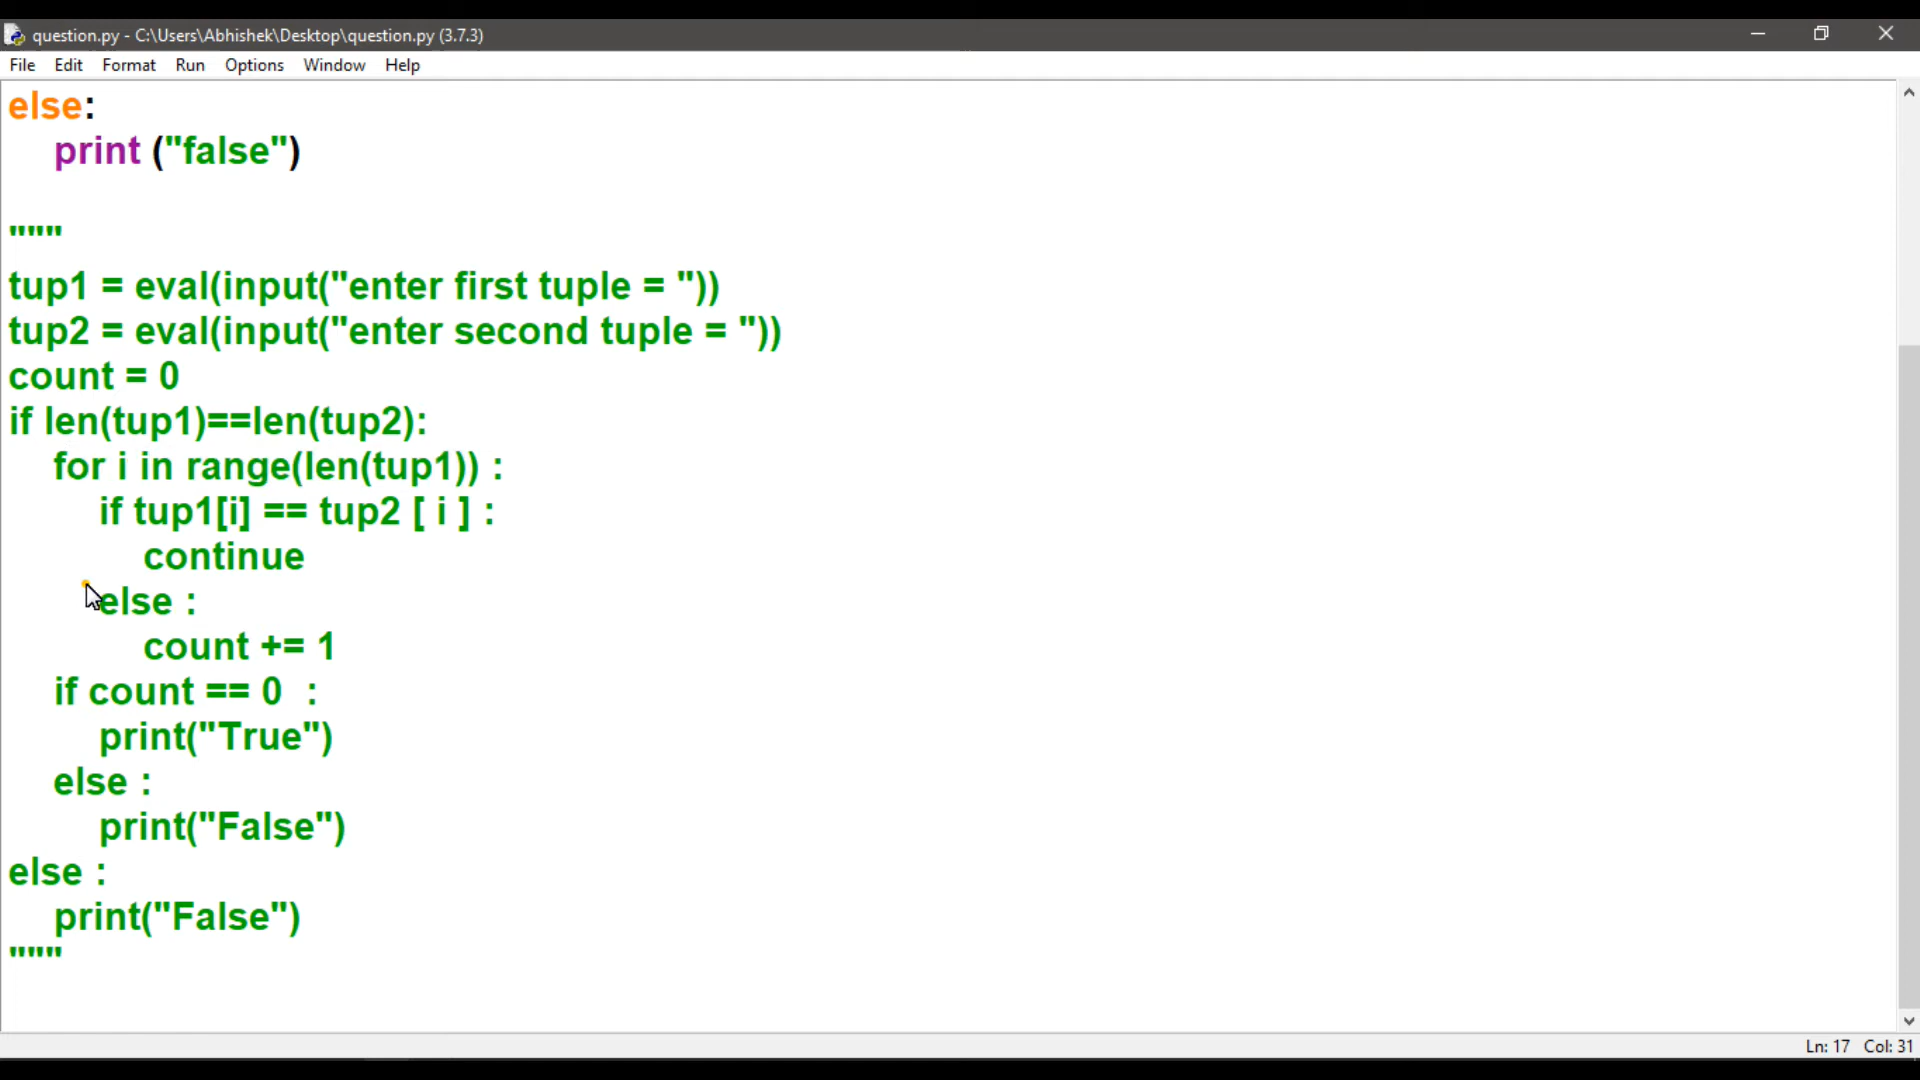 question.py - C:\Users\Abhishek\Desktop\question.py (3.7.3)
File Edit Format Run Options Window Help
else:
    print ("false")
"""
tup1 = eval(input("enter first tuple = "))
tup2 = eval(input("enter second tuple = "))
count = 0
if len(tup1)==len(tup2):
    for i in range(len(tup1)) :
        if tup1[i] == tup2 [ i ] :
            continue
        else :
            count += 1
    if count == 0  :
        print("True")
    else :
        print("False")
else :
    print("False")
"""
Ln: 17 Col: 31